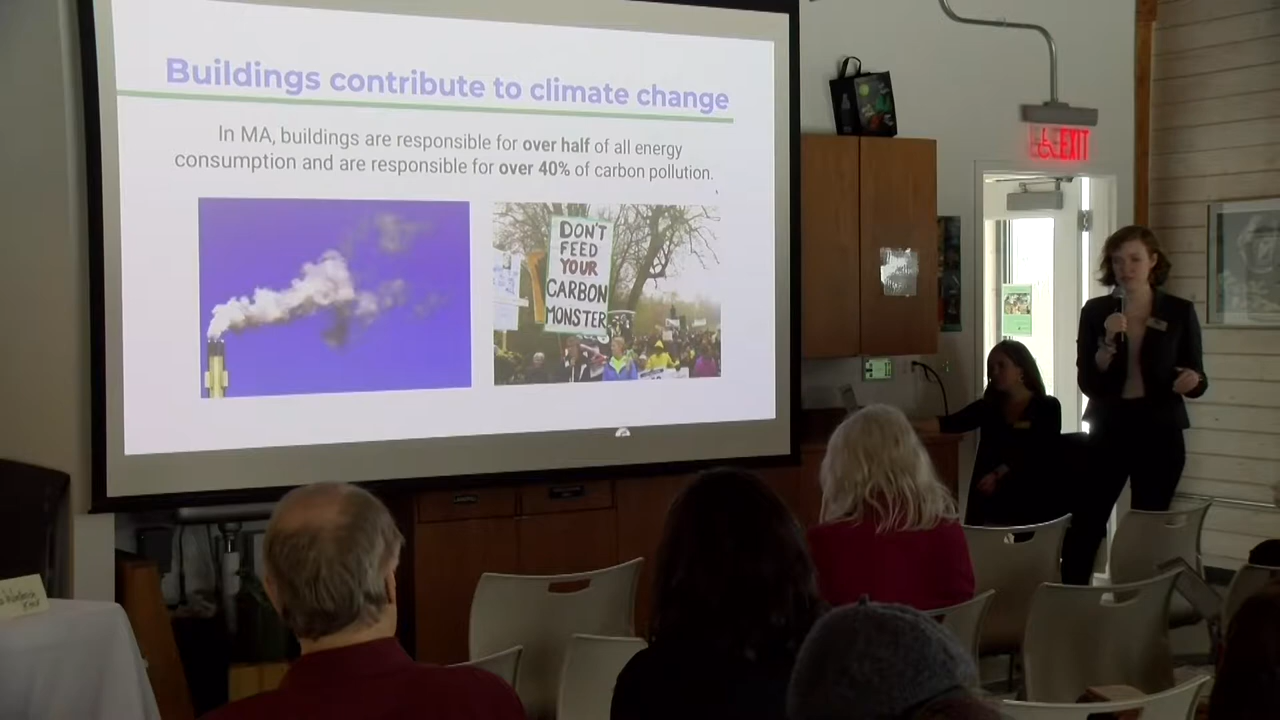 Buildings contribute to climate change
In MA, buildings are responsible for over half of all energy
consumption and are responsible for over 40% of carbon pollution.
DON'T
FEED
YOUR
CARBON
MONSTER
EXIT